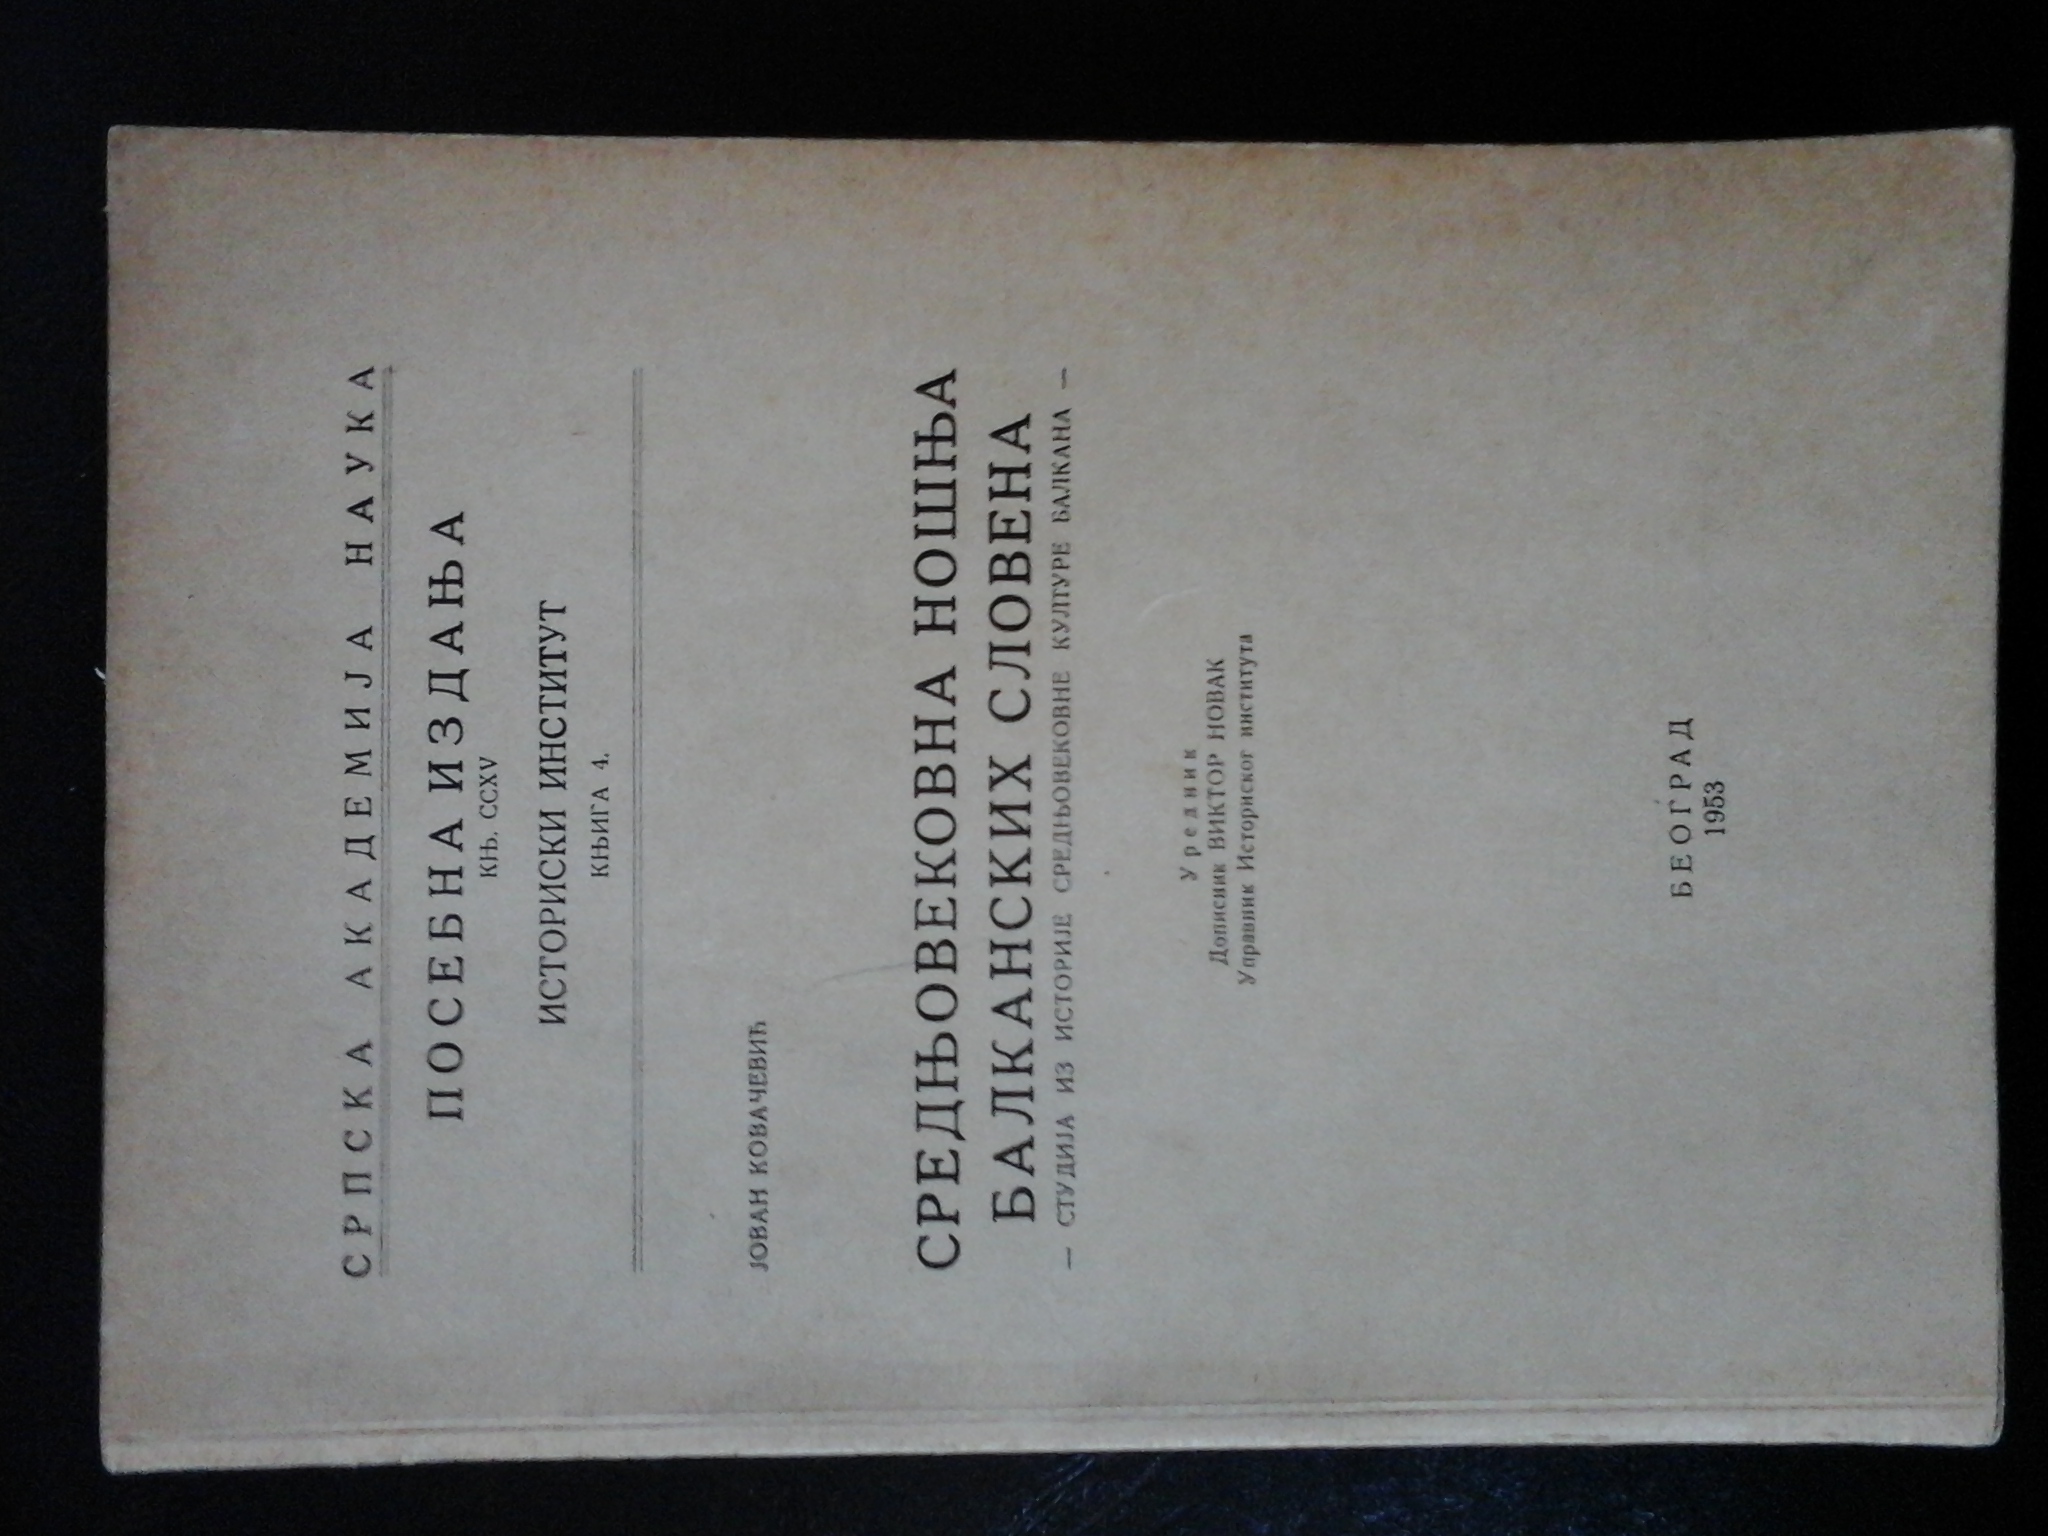 СРПСКА АКАДЕМИЈА НАУКА
ПОСЕБНА ИЗДАЊА
КЊ. CCXV
ИСТОРИСКИ ИНСТИТУТ
КЊИГА 4.
ЈОВАН КОВАЧЕВИЋ
СРЕДЊОВЕКОВНА НОШЊА
БАЛКАНСКИХ СЛОВЕНА
— СТУДИЈА ИЗ ИСТОРИЈЕ СРЕДЊОВЕКОВНЕ КУЛТУРЕ БАЛКАНА —
Уредник
Дописник ВИКТОР НОВАК
Управник Историског института
БЕОГРАД
1953